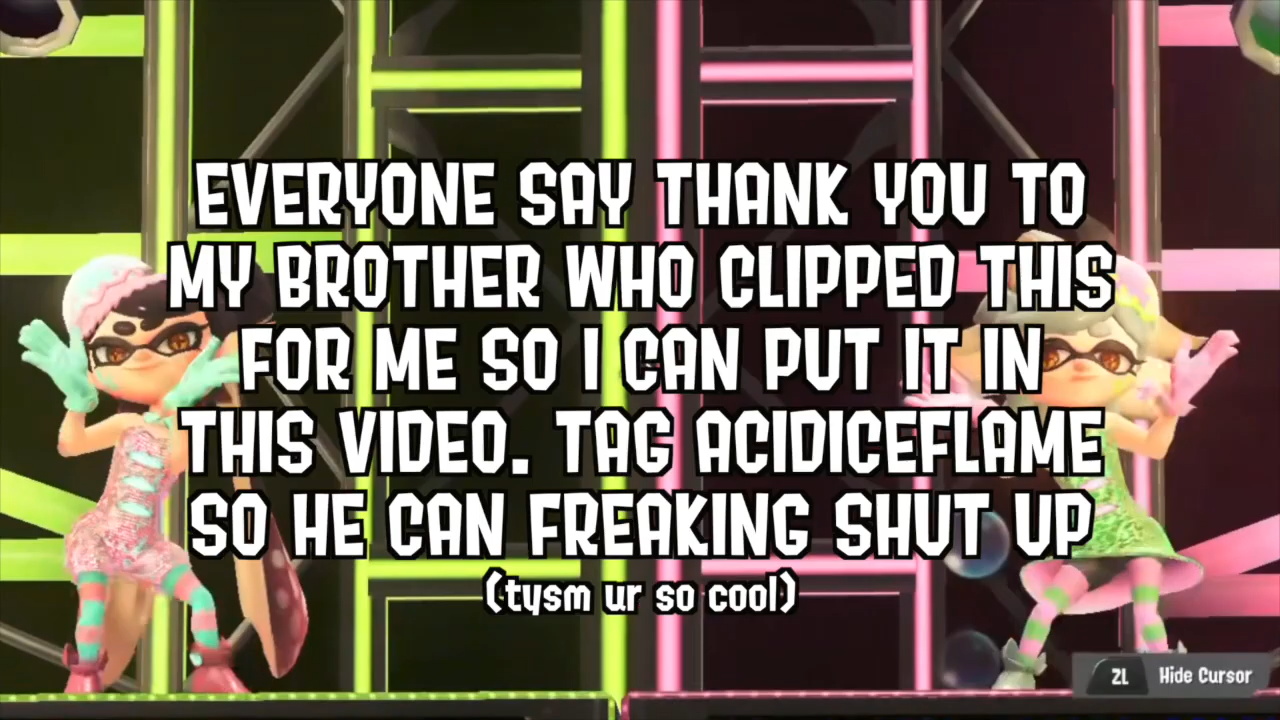 EVERYONE SAY THANK YOU TO
MY BROTHER WHO CLIPPED THIS
FOR ME SO I CAN PUT IT IN
THIS VIDEO. TAG ACIDICEFLAME
SO HE CAN FREAKING SHUT UP
(tysm ur so cool)
ZL Hide Cursor